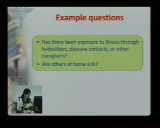 Example questions
• Has there been exposure to illness through
babysitters, daycare contacts, or other
caregivers?
• Are others at home sick?